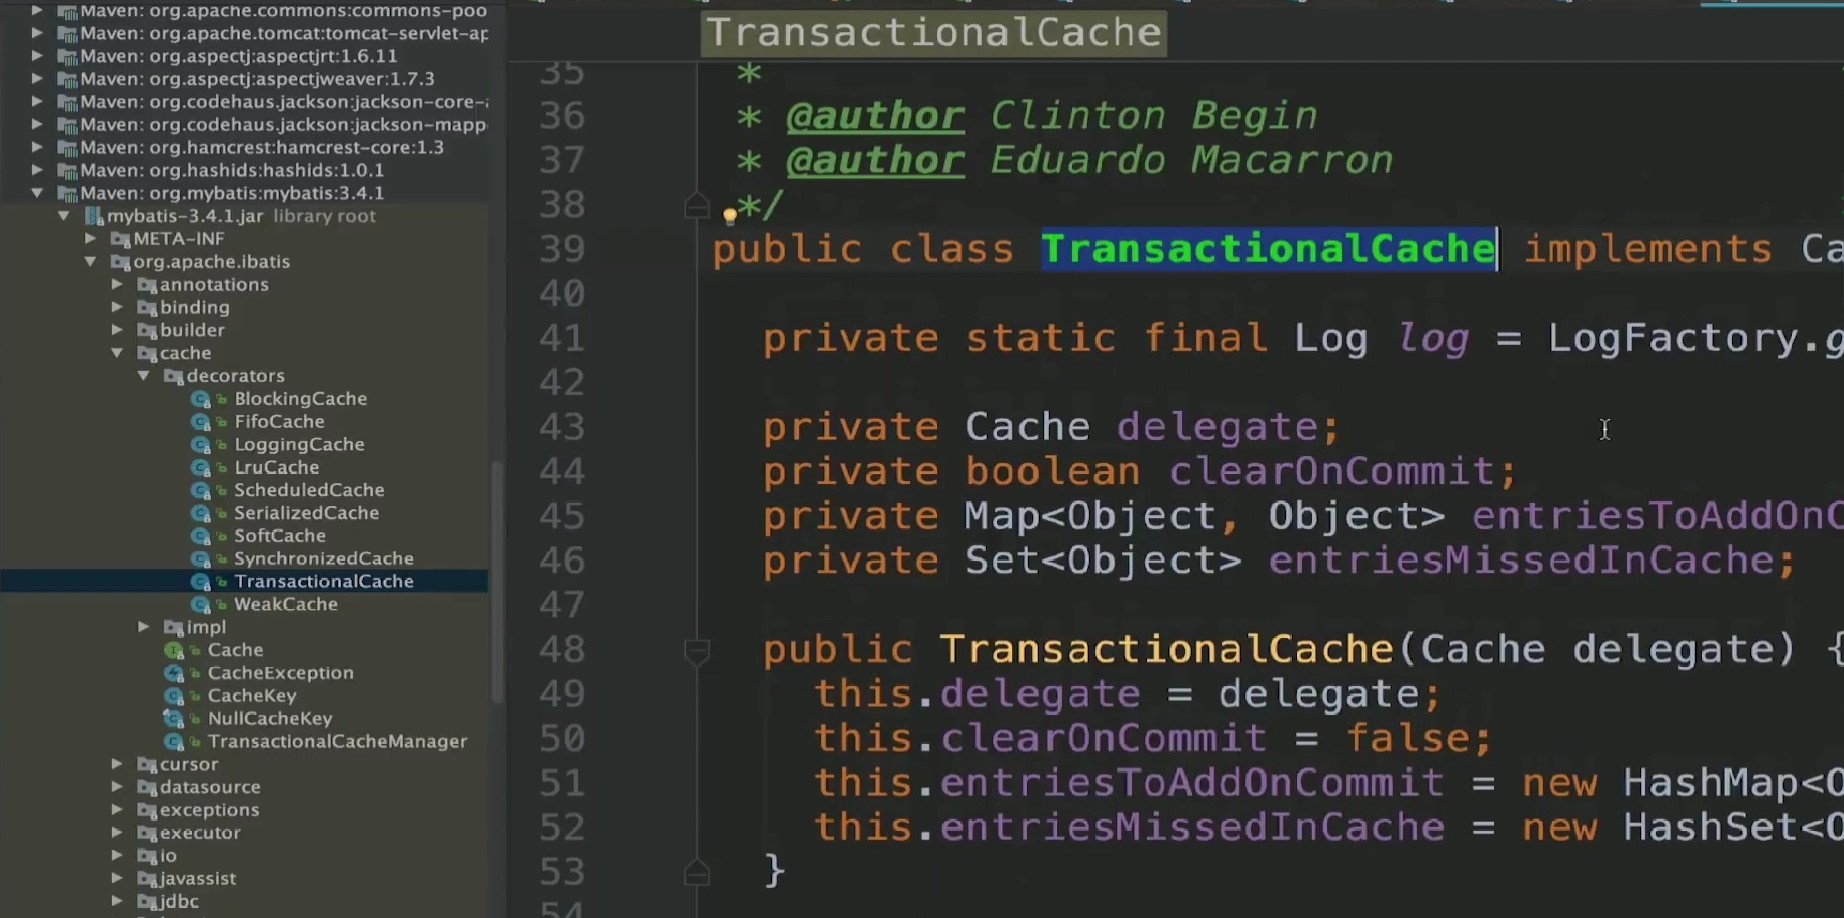 Maven: org.apache.commons:commons-poo
Maven: org.apache.tomcat:tomcat-servlet-ap
Maven: org.aspectj:aspectjrt:1.6.11
Maven: org.aspectj:aspectjweaver:1.7.3
Maven: org.codehaus.jackson:jackson-core-a
Maven: org.codehaus.jackson:jackson-mapp
Maven: org.hamcrest:hamcrest-core:1.3
Maven: org.hashids:hashids:1.0.1
Maven: org.mybatis:mybatis:3.4.1
mybatis-3.4.1.jar library root
META-INF
org.apache.ibatis
annotations
binding
builder
cache
decorators
BlockingCache
FifoCache
LoggingCache
LruCache
ScheduledCache
SerializedCache
SoftCache
SynchronizedCache
TransactionalCache
WeakCache
impl
Cache
CacheException
CacheKey
NullCacheKey
TransactionalCacheManager
cursor
datasource
exceptions
executor
io
javassist
jdbc
TransactionalCache
35 *
36 * @author Clinton Begin
37 * @author Eduardo Macarron
38 */
39 public class TransactionalCache implements Ca
40
41 private static final Log log = LogFactory.g
42
43 private Cache delegate;
44 private boolean clearOnCommit;
45 private Map<Object, Object> entriesToAddOnC
46 private Set<Object> entriesMissedInCache;
47
48 public TransactionalCache(Cache delegate) {
49 this.delegate = delegate;
50 this.clearOnCommit = false;
51 this.entriesToAddOnCommit = new HashMap<O
52 this.entriesMissedInCache = new HashSet<O
53 }
54